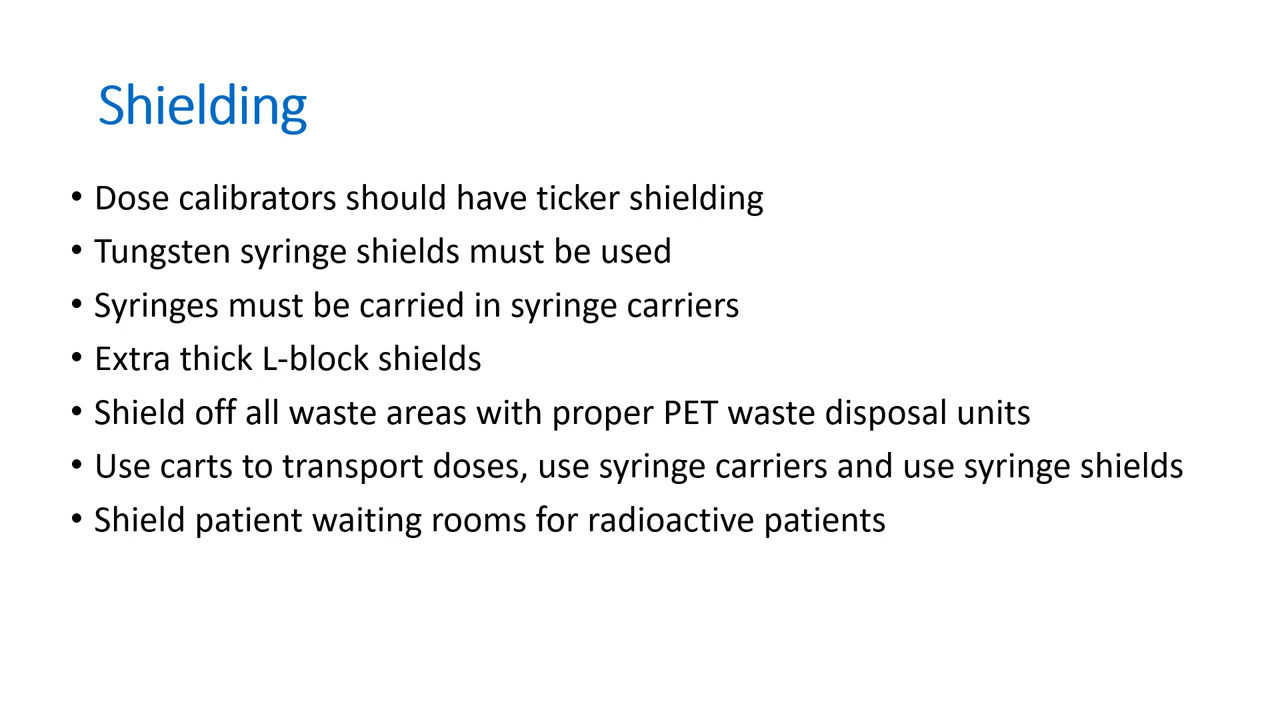 Shielding
• Dose calibrators should have ticker shielding
• Tungsten syringe shields must be used
• Syringes must be carried in syringe carriers
• Extra thick L-block shields
• Shield off all waste areas with proper PET waste disposal units
• Use carts to transport doses, use syringe carriers and use syringe shields
• Shield patient waiting rooms for radioactive patients